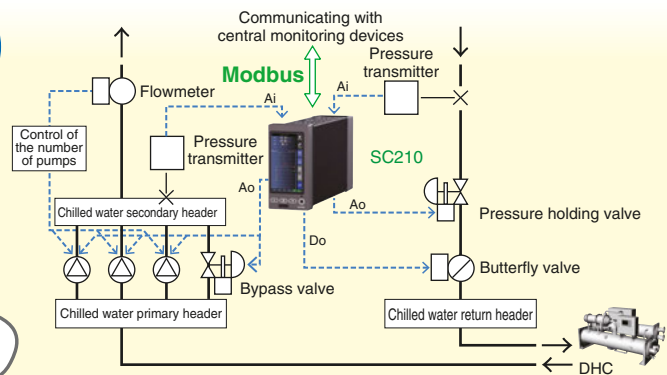 Communicating with
central monitoring devices
Modbus
Pressure
transmitter
Flowmeter
Ai
Ai
Control of
the number
of pumps
Pressure
transmitter
SC210
Ao
Ao
Chilled water secondary header
Pressure holding valve
Do
Butterfly valve
Bypass valve
Chilled water primary header
Chilled water return header
DHC